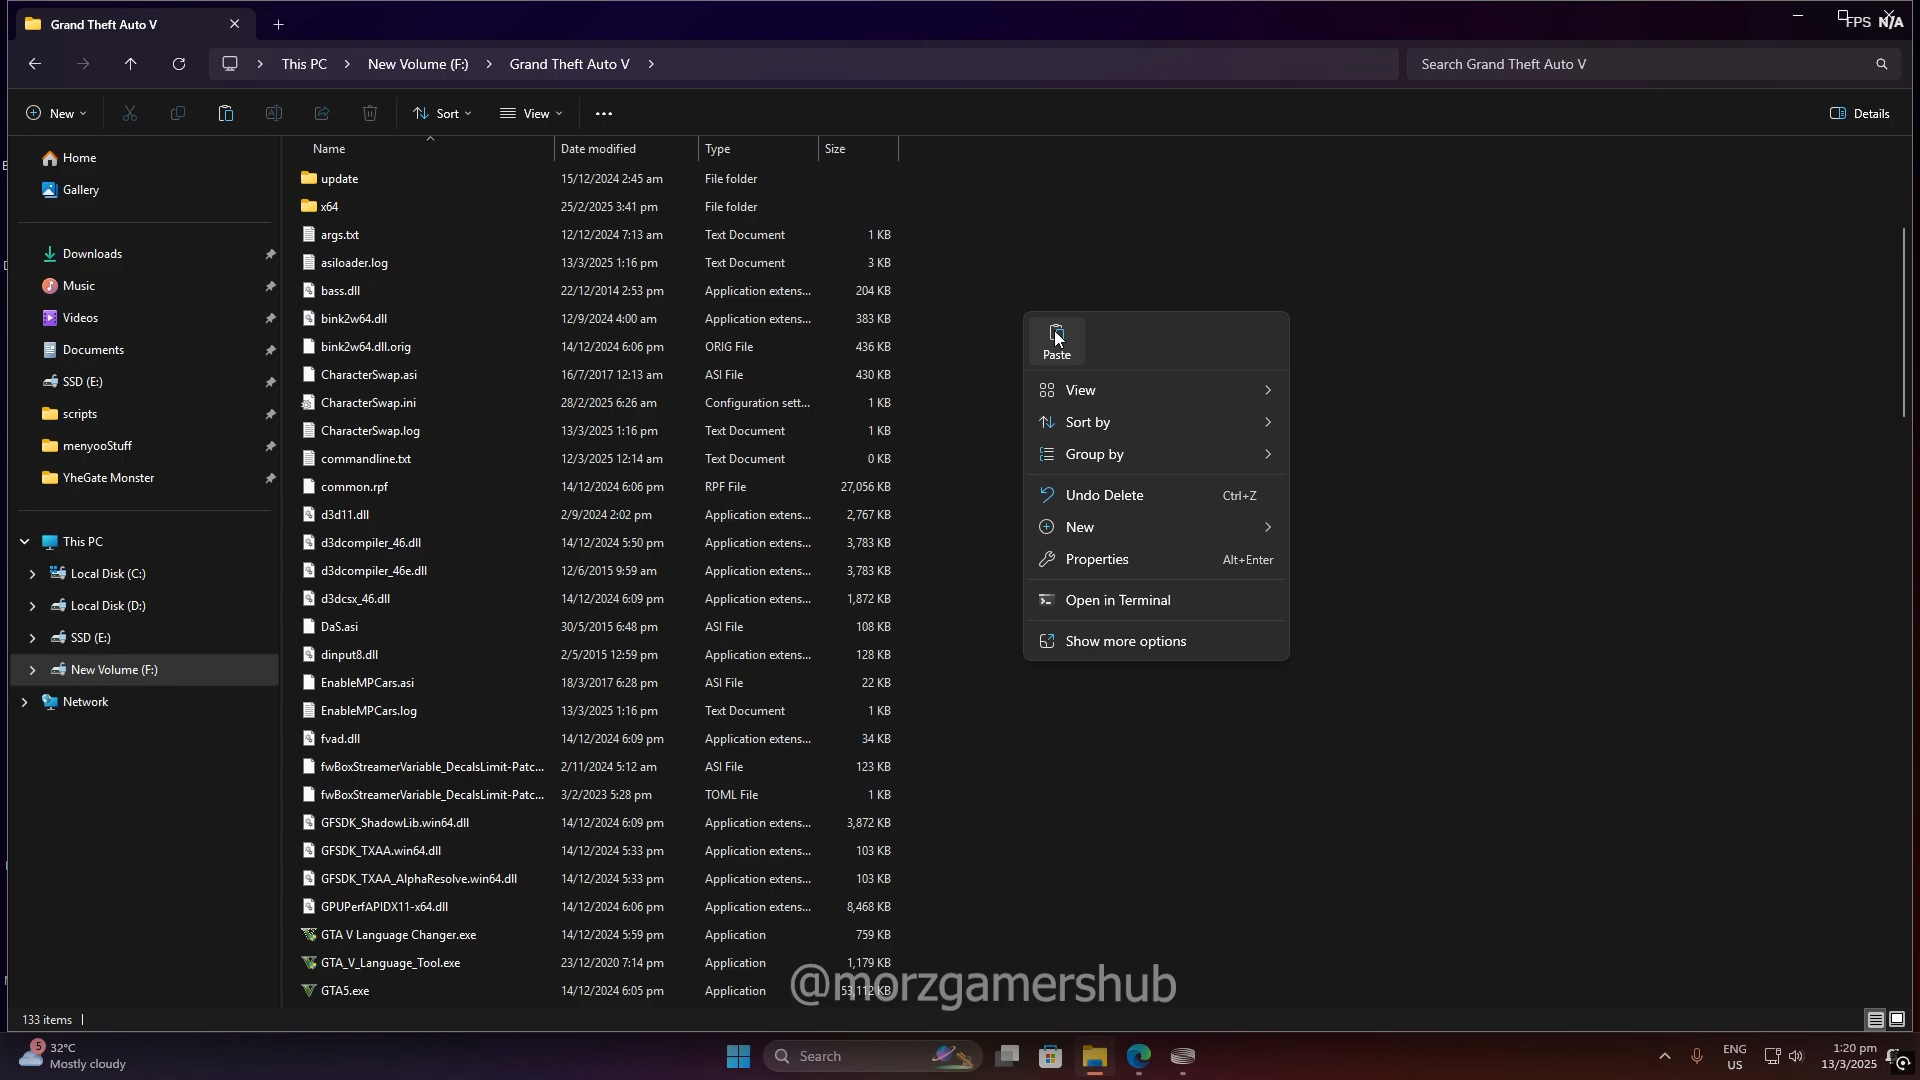 Grand Theft Auto V
FPS N/A
This PC
New Volume (F:)
Grand Theft Auto V
Search Grand Theft Auto V
New
Sort
View
Details
Name Date modified Type Size
Home
Gallery
Downloads
Music
Videos
Documents
SSD (E:)
scripts
menyooStuff
YheGate Monster
This PC
Local Disk (C:)
Local Disk (D:)
SSD (E:)
New Volume (F:)
Network
update 15/12/2024 2:45 am File folder
x64 25/2/2025 3:41 pm File folder
args.txt 12/12/2024 7:13 am Text Document 1 KB
asiloader.log 13/3/2025 1:16 pm Text Document 3 KB
bass.dll 22/12/2014 2:53 pm Application extens... 204 KB
bink2w64.dll 12/9/2024 4:00 am Application extens... 383 KB
bink2w64.dll.orig 14/12/2024 6:06 pm ORIG File 436 KB
CharacterSwap.asi 16/7/2017 12:13 am ASI File 430 KB
CharacterSwap.ini 28/2/2025 6:26 am Configuration sett... 1 KB
CharacterSwap.log 13/3/2025 1:16 pm Text Document 1 KB
commandline.txt 12/3/2025 12:14 am Text Document 0 KB
common.rpf 14/12/2024 6:06 pm RPF File 27,056 KB
d3d11.dll 2/9/2024 2:02 pm Application extens... 2,767 KB
d3dcompiler_46.dll 14/12/2024 5:50 pm Application extens... 3,783 KB
d3dcompiler_46e.dll 12/6/2015 9:59 am Application extens... 3,783 KB
d3dcsx_46.dll 14/12/2024 6:09 pm Application extens... 1,872 KB
DaS.asi 30/5/2015 6:48 pm ASI File 108 KB
dinput8.dll 2/5/2015 12:59 pm Application extens... 128 KB
EnableMPCars.asi 18/3/2017 6:28 pm ASI File 22 KB
EnableMPCars.log 13/3/2025 1:16 pm Text Document 1 KB
fvad.dll 14/12/2024 6:09 pm Application extens... 34 KB
fwBoxStreamerVariable_DecalsLimit-Patc... 2/11/2024 5:12 am ASI File 123 KB
fwBoxStreamerVariable_DecalsLimit-Patc... 3/2/2023 5:28 pm TOML File 1 KB
GFSDK_ShadowLib.win64.dll 14/12/2024 6:09 pm Application extens... 3,872 KB
GFSDK_TXAA.win64.dll 14/12/2024 5:33 pm Application extens... 103 KB
GFSDK_TXAA_AlphaResolve.win64.dll 14/12/2024 5:33 pm Application extens... 103 KB
GPUPerfAPIDX11-x64.dll 14/12/2024 6:06 pm Application extens... 8,468 KB
GTA V Language Changer.exe 14/12/2024 5:59 pm Application 759 KB
GTA_V_Language_Tool.exe 23/12/2020 7:14 pm Application 1,179 KB
GTA5.exe 14/12/2024 6:05 pm Application 53,112 KB
Paste
View
Sort by
Group by
Undo Delete Ctrl+Z
New
Properties Alt+Enter
Open in Terminal
Show more options
@morzgamershub
133 items
5
32°C
Mostly cloudy
Search
ENG
US
1:20 pm
13/3/2025